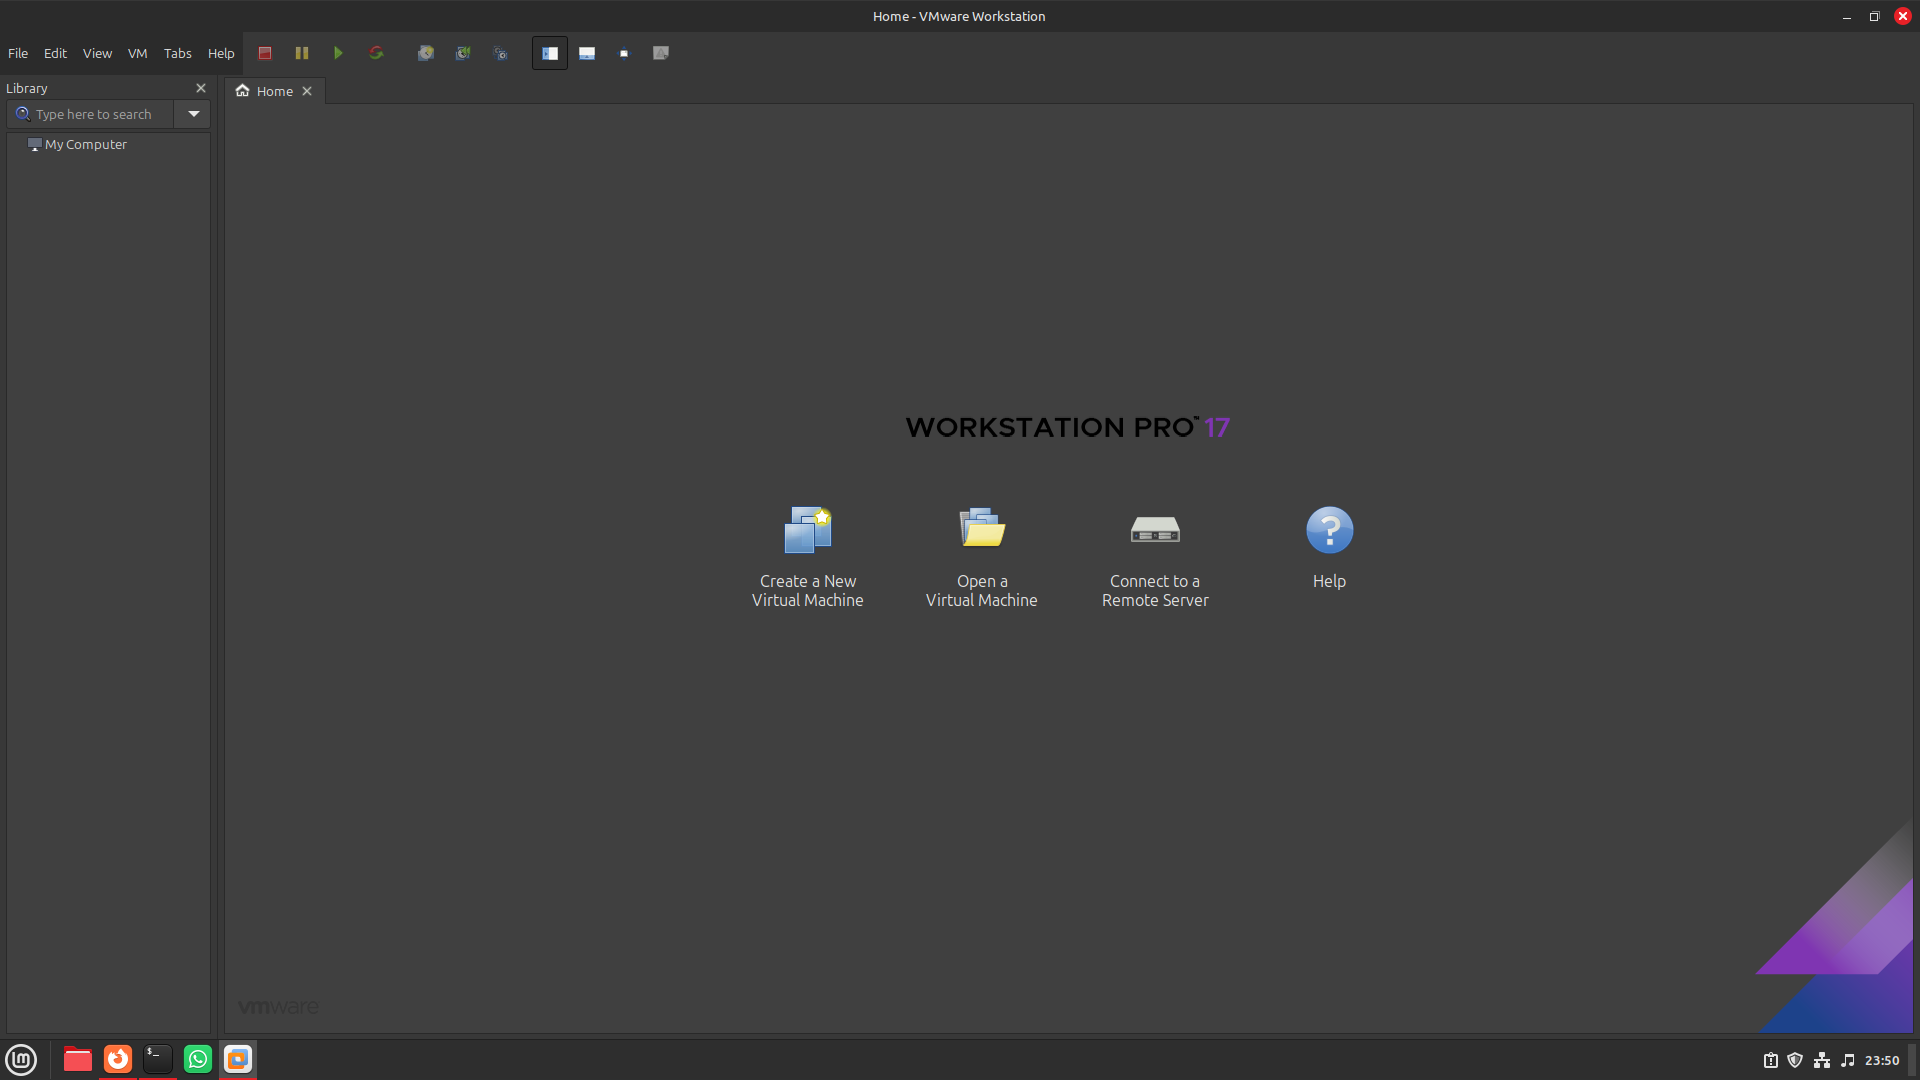 Home - VMware Workstation
File Edit View VM Tabs Help
Library
Home
Type here to search
My Computer
WORKSTATION PRO™ 17
Create a New
Virtual Machine
Open a
Virtual Machine
Connect to a
Remote Server
Help
vmware
23:50